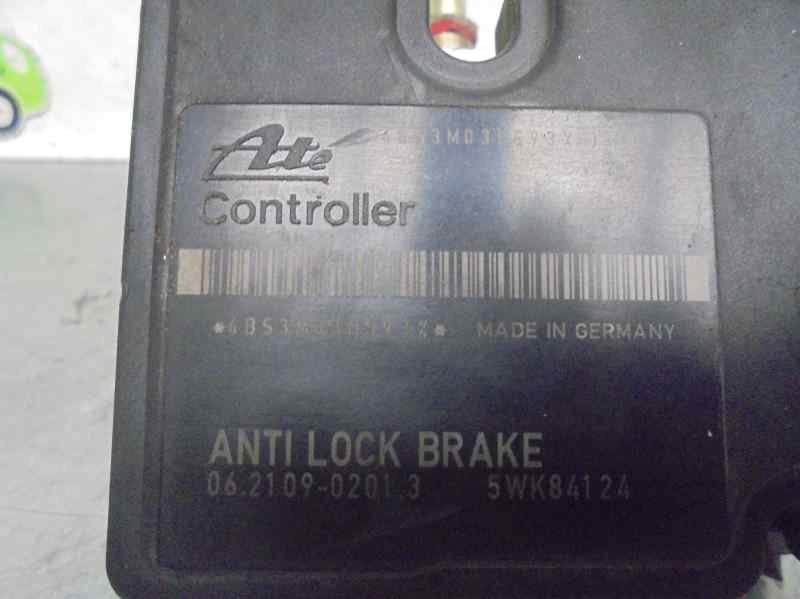 Ate
Controller
MADE IN GERMANY
ANTI LOCK BRAKE
06.2109-0201.3 5WK84124